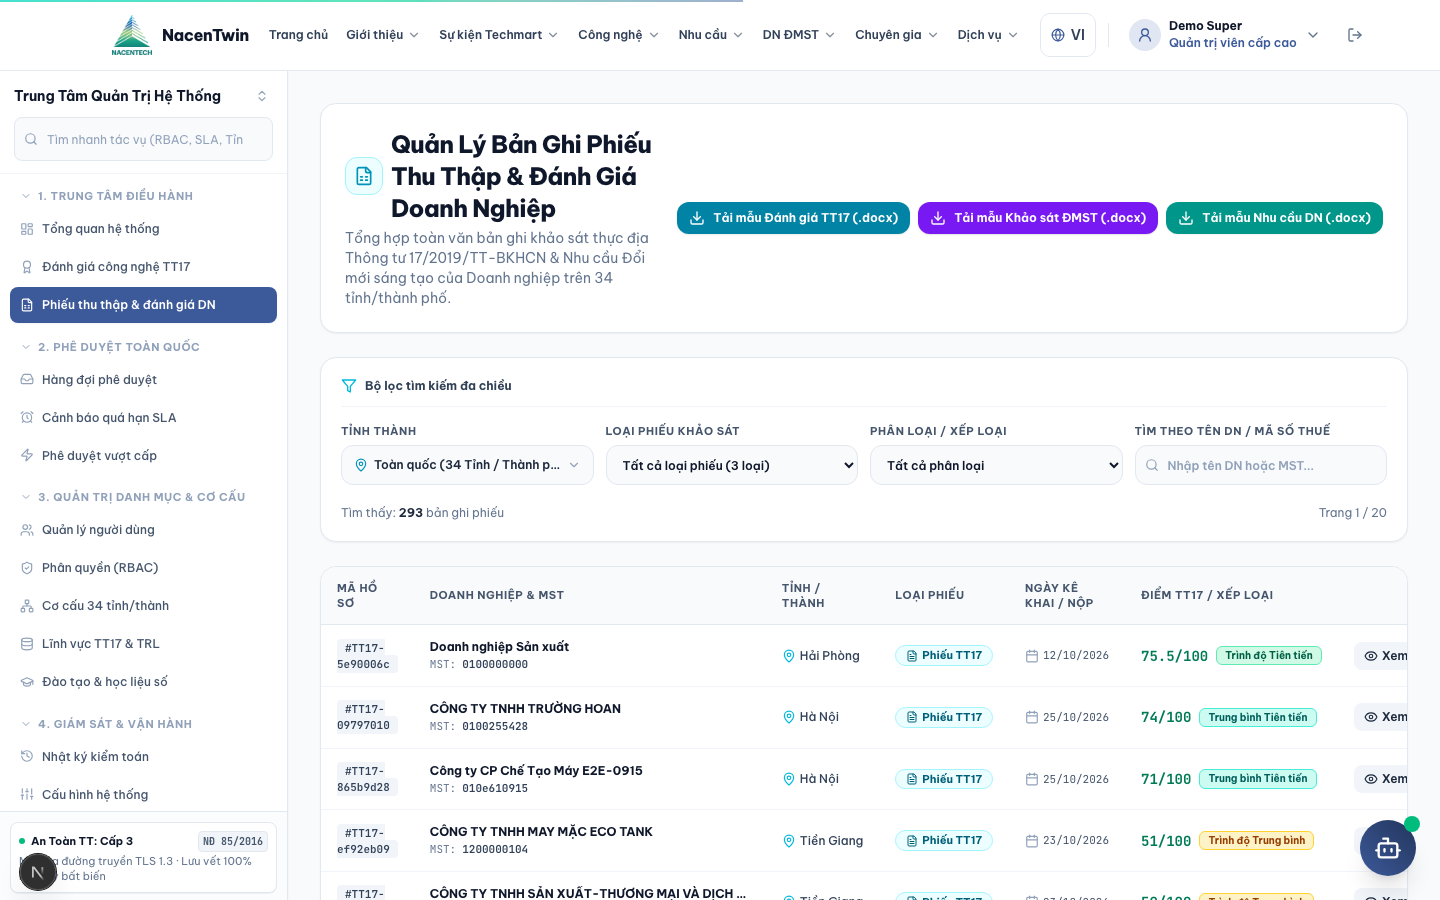 NACENTECH
NacenTwin
Trang chủ
Giới thiệu
Sự kiện Techmart
Công nghệ
Nhu cầu
DN ĐMST
Chuyên gia
Dịch vụ
VI
Demo Super
Quản trị viên cấp cao
Trung Tâm Quản Trị Hệ Thống
Tìm nhanh tác vụ (RBAC, SLA, Tỉn
1. TRUNG TÂM ĐIỀU HÀNH
Tổng quan hệ thống
Đánh giá công nghệ TT17
Phiếu thu thập & đánh giá DN
2. PHÊ DUYỆT TOÀN QUỐC
Hàng đợi phê duyệt
Cảnh báo quá hạn SLA
Phê duyệt vượt cấp
3. QUẢN TRỊ DANH MỤC & CƠ CẤU
Quản lý người dùng
Phân quyền (RBAC)
Cơ cấu 34 tỉnh/thành
Lĩnh vực TT17 & TRL
Đào tạo & học liệu số
4. GIÁM SÁT & VẬN HÀNH
Nhật ký kiểm toán
Cấu hình hệ thống
An Toàn TT: Cấp 3
NĐ 85/2016
đường truyền TLS 1.3 · Lưu vết 100%
bất biến
N
Quản Lý Bản Ghi Phiếu
Thu Thập & Đánh Giá
Doanh Nghiệp
Tổng hợp toàn văn bản ghi khảo sát thực địa
Thông tư 17/2019/TT-BKHCN & Nhu cầu Đổi
mới sáng tạo của Doanh nghiệp trên 34
tỉnh/thành phố.
Tải mẫu Đánh giá TT17 (.docx)
Tải mẫu Khảo sát ĐMST (.docx)
Tải mẫu Nhu cầu DN (.docx)
Bộ lọc tìm kiếm đa chiều
TỈNH THÀNH
LOẠI PHIẾU KHẢO SÁT
PHÂN LOẠI / XẾP LOẠI
TÌM THEO TÊN DN / MÃ SỐ THUẾ
Toàn quốc (34 Tỉnh / Thành p...
Tất cả loại phiếu (3 loại)
Tất cả phân loại
Nhập tên DN hoặc MST...
Tìm thấy: 293 bản ghi phiếu
Trang 1 / 20
MÃ HỒ
SƠ
DOANH NGHIỆP & MST
TỈNH /
THÀNH
LOẠI PHIẾU
NGÀY KÊ
KHAI / NỘP
ĐIỂM TT17 / XẾP LOẠI
#TT17-
5e90006c
Doanh nghiệp Sản xuất
MST: 0100000000
Hải Phòng
Phiếu TT17
12/10/2026
75.5/100
Trình độ Tiên tiến
Xem
#TT17-
09797010
CÔNG TY TNHH TRƯỜNG HOAN
MST: 0100255428
Hà Nội
Phiếu TT17
25/10/2026
74/100
Trung bình Tiên tiến
Xem
#TT17-
865b9d28
Công ty CP Chế Tạo Máy E2E-0915
MST: 010e610915
Hà Nội
Phiếu TT17
25/10/2026
71/100
Trung bình Tiên tiến
Xem
#TT17-
ef92eb09
CÔNG TY TNHH MAY MẶC ECO TANK
MST: 1200000104
Tiền Giang
Phiếu TT17
23/10/2026
51/100
Trình độ Trung bình
#TT17-
CÔNG TY TNHH SẢN XUẤT-THƯƠNG MẠI VÀ DỊCH ...
Tiền Giang
Phiếu TT17